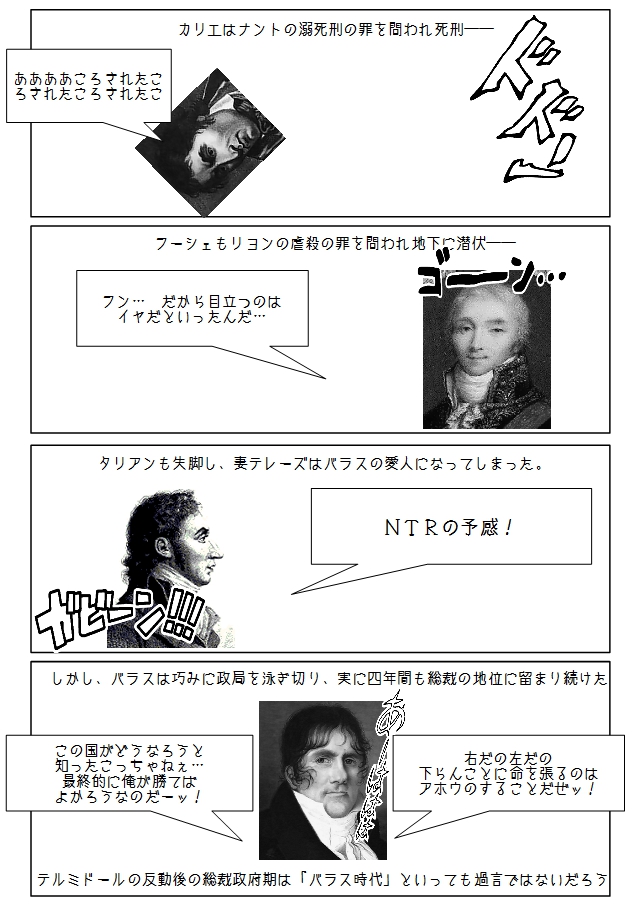 カリエはナントの溺死刑の罪を問われ死刑――
ああああころされたこ
ろされたころされたこ
ドドドーー
フーシェもリヨンの虐殺の罪を問われ地下に潜伏――
フン… だから目立つのは
イヤだといったんだ…
ゴーーン…
タリアンも失脚し、妻テレーズはバラスの愛人になってしまった。
NTRの予感！
ガビーーン!!!
しかし、バラスは巧みに政局を泳ぎ切り、実に四年間も総裁の地位に留まり続けた
この国がどうなろうと
知ったこっちゃねぇ…
最終的に俺が勝てば
よかろうなのだーッ！
右だの左だの
下らんことに命を張るのは
アホウのすることだぜッ！
テルミドールの反動後の総裁政府期は「バラス時代」といっても過言ではないだろう